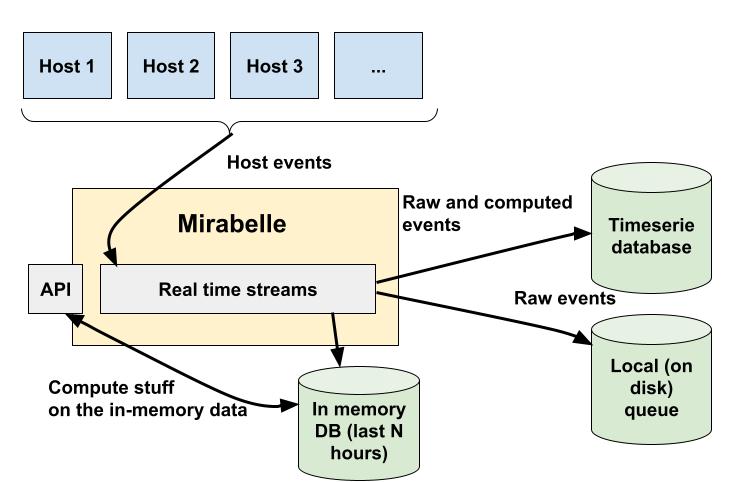 Host 1
Host 2
Host 3
...
Host events
Mirabelle
Raw and computed
events
Timeserie
database
API
Real time streams
Raw events
Local (on
disk)
queue
Compute stuff
on the in-memory data
In memory
DB (last N
hours)